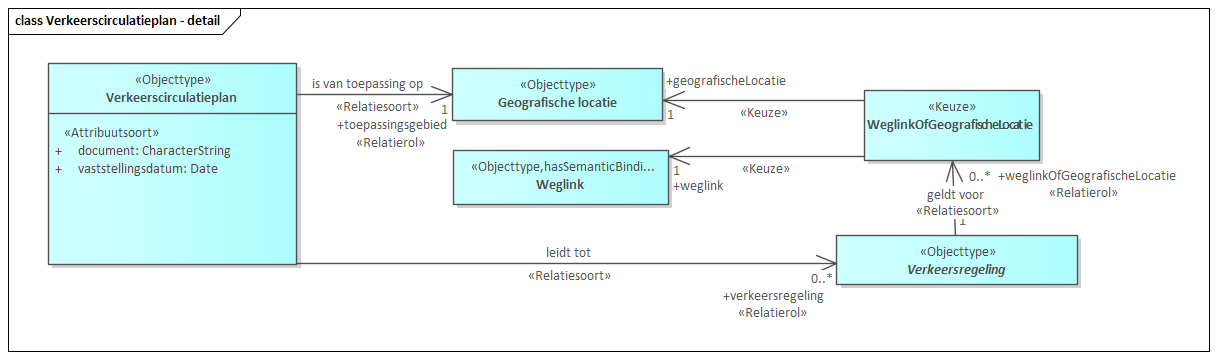 class Verkeerscirculatieplan - detail
«Objecttype»
Verkeerscirculatieplan
«Attribuutsoort»
+ document: CharacterString
+ vaststellingsdatum: Date
is van toepassing op
«Relatiesoort»
1
+toepassingsgebied
«Relatierol»
«Objecttype»
Geografische locatie
+geografischeLocatie
1
«Keuze»
«Keuze»
WeglinkOfGeografischeLocatie
«Objecttype,hasSemanticBindi...
Weglink
1
+weglink
«Keuze»
0..*
+weglinkOfGeografischeLocatie
«Relatierol»
geldt voor
«Relatiesoort»
1
leidt tot
«Relatiesoort»
0..*
+verkeersregeling
«Relatierol»
«Objecttype»
Verkeersregeling